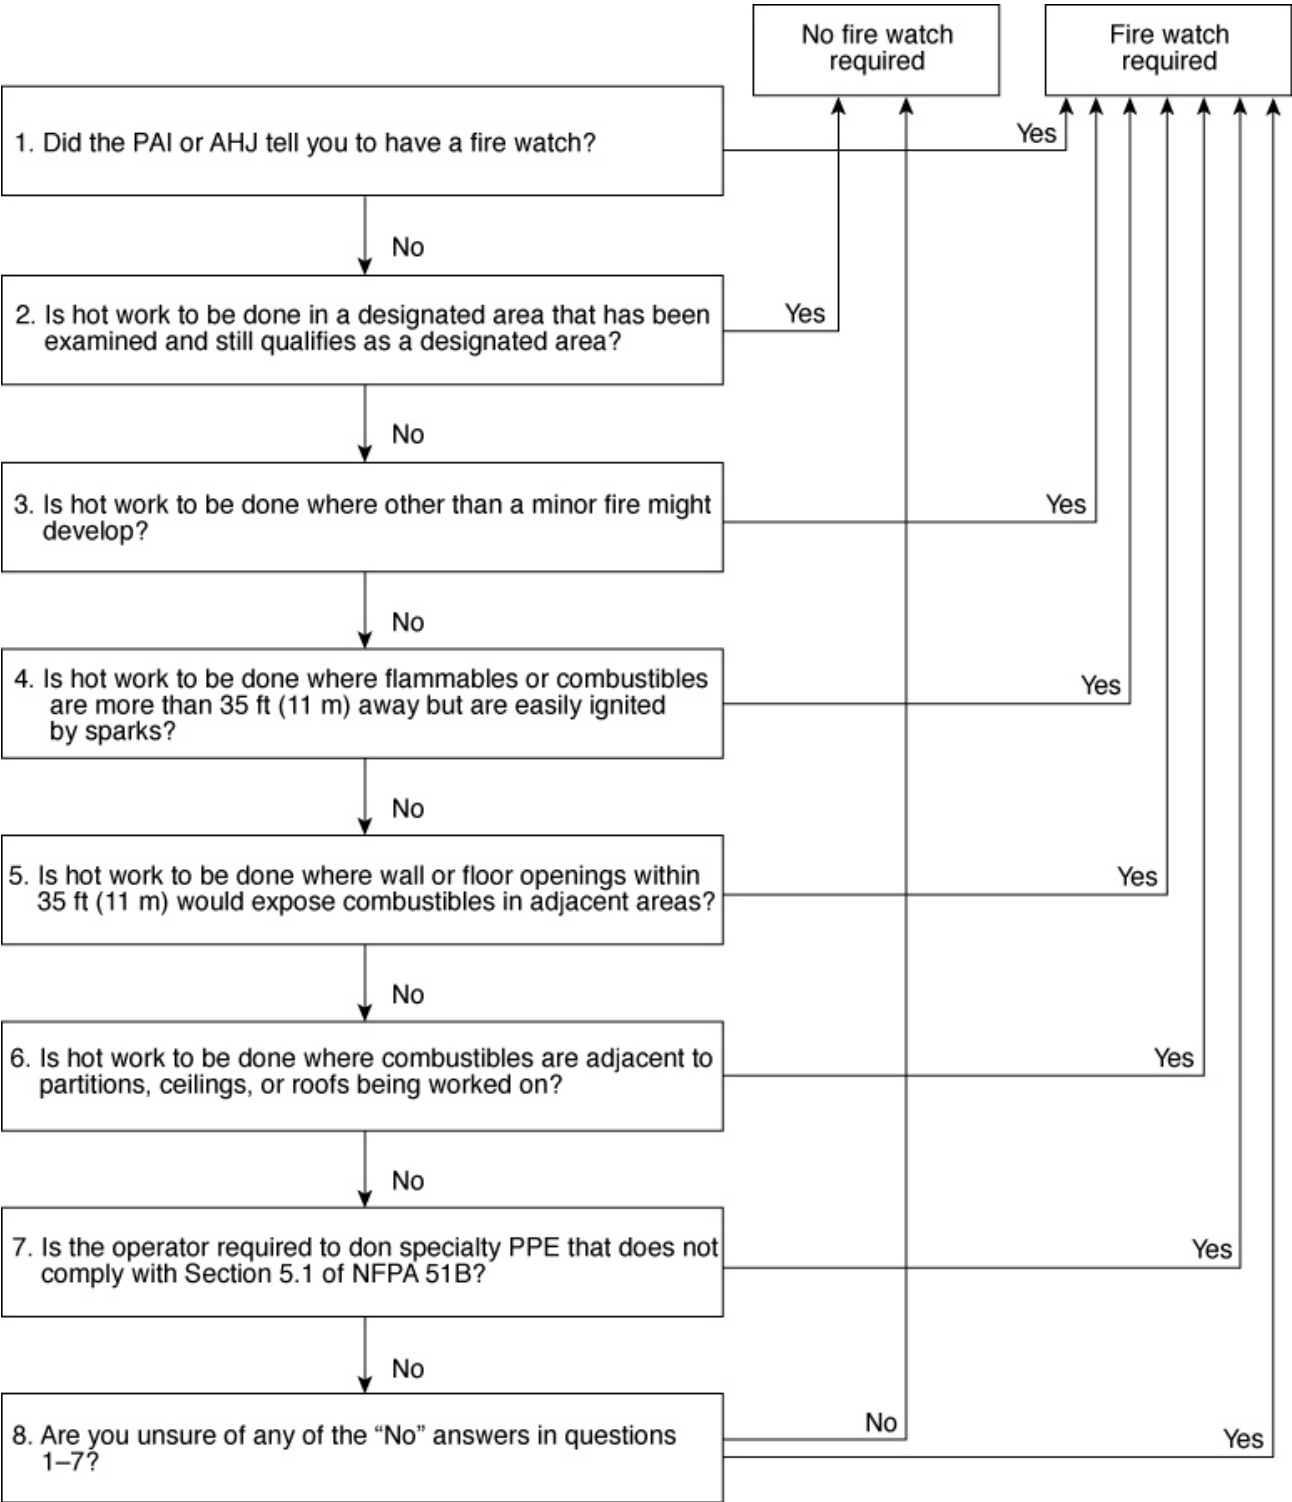 No fire watch
required
Fire watch
required
1. Did the PAI or AHJ tell you to have a fire watch?
Yes
No
2. Is hot work to be done in a designated area that has been
examined and still qualifies as a designated area?
Yes
No
3. Is hot work to be done where other than a minor fire might
develop?
Yes
No
4. Is hot work to be done where flammables or combustibles
are more than 35 ft (11 m) away but are easily ignited
by sparks?
Yes
No
5. Is hot work to be done where wall or floor openings within
35 ft (11 m) would expose combustibles in adjacent areas?
Yes
No
6. Is hot work to be done where combustibles are adjacent to
partitions, ceilings, or roofs being worked on?
Yes
No
7. Is the operator required to don specialty PPE that does not
comply with Section 5.1 of NFPA 51B?
Yes
No
8. Are you unsure of any of the “No” answers in questions
1–7?
No
Yes